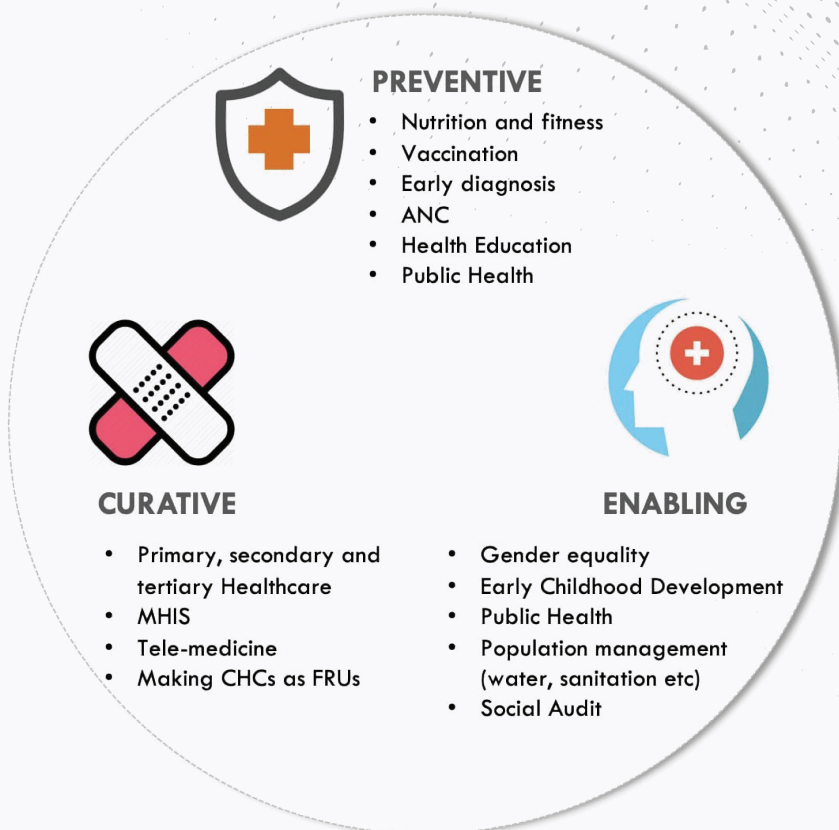 PREVENTIVE
• Nutrition and fitness
• Vaccination
• Early diagnosis
• ANC
• Health Education
• Public Health
CURATIVE
• Primary, secondary and
tertiary Healthcare
• MHIS
• Tele-medicine
• Making CHCs as FRUs
ENABLING
• Gender equality
• Early Childhood Development
• Public Health
• Population management
(water, sanitation etc)
• Social Audit